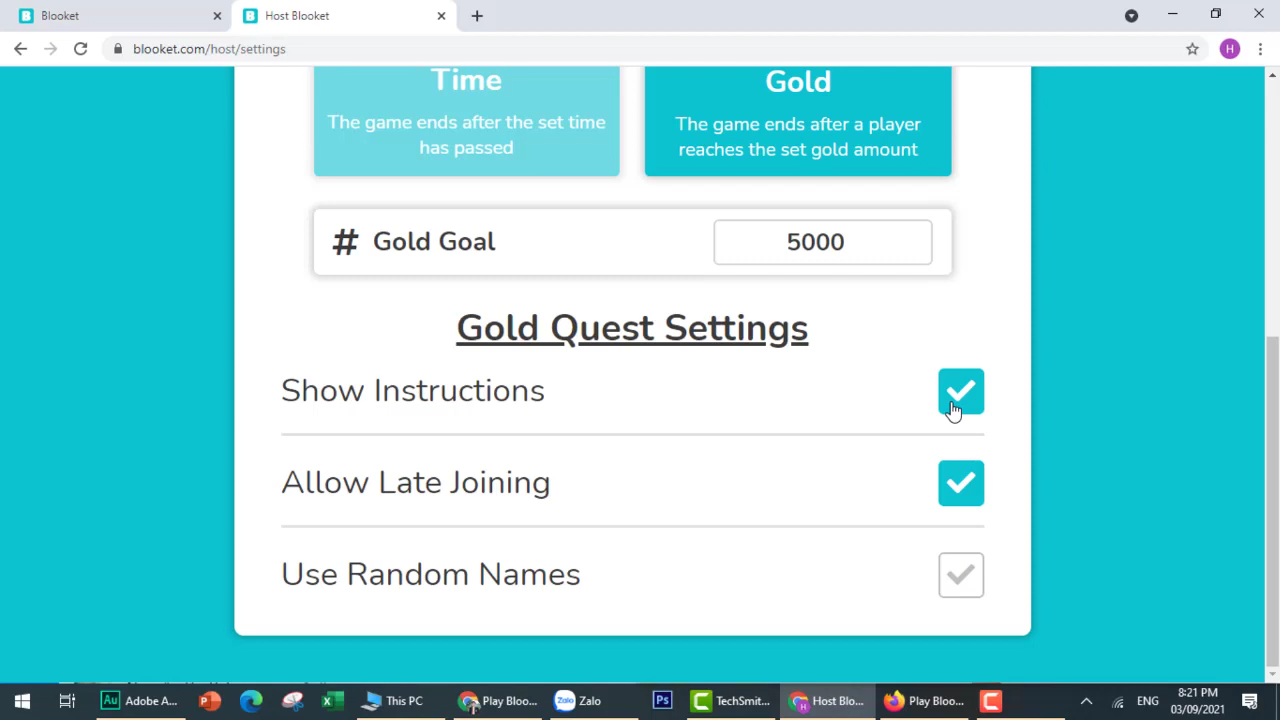 Blooket
Host Blooket
blooket.com/host/settings
H
Time
The game ends after the set time
has passed
Gold
The game ends after a player
reaches the set gold amount
# Gold Goal
5000
Gold Quest Settings
Show Instructions
Allow Late Joining
Use Random Names
Adobe A...
This PC
Play Bloo...
Zalo
TechSmit...
Host Blo...
Play Bloo...
ENG
8:21 PM
03/09/2021